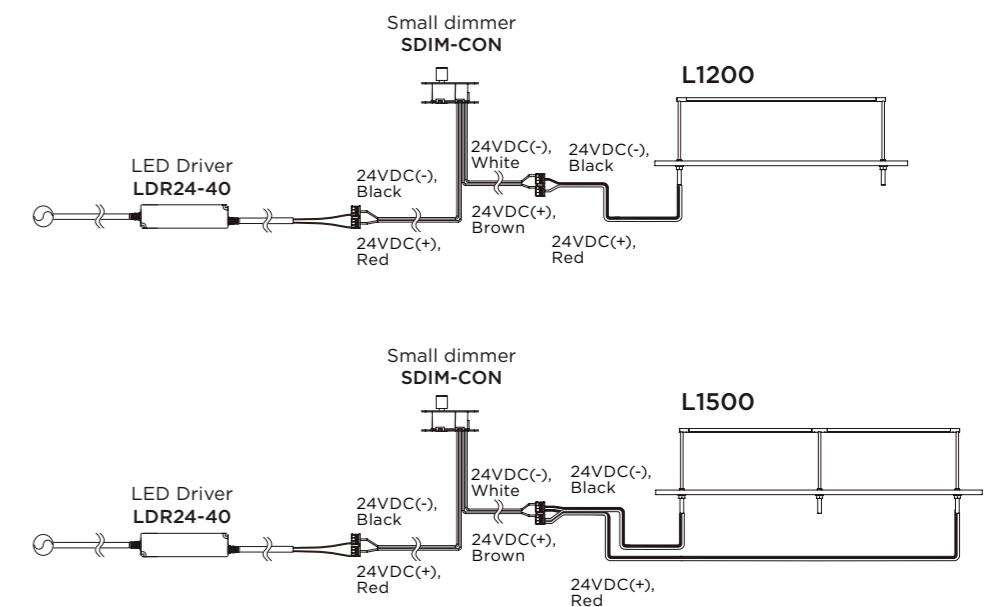 Small dimmer
SDIM-CON
L1200
LED Driver
LDR24-40
24VDC(-),
Black
24VDC(+),
Red
24VDC(-),
White
24VDC(+),
Brown
24VDC(-),
Black
24VDC(+),
Red
Small dimmer
SDIM-CON
L1500
LED Driver
LDR24-40
24VDC(-),
Black
24VDC(+),
Red
24VDC(-),
White
24VDC(+),
Brown
24VDC(-),
Black
24VDC(+),
Red